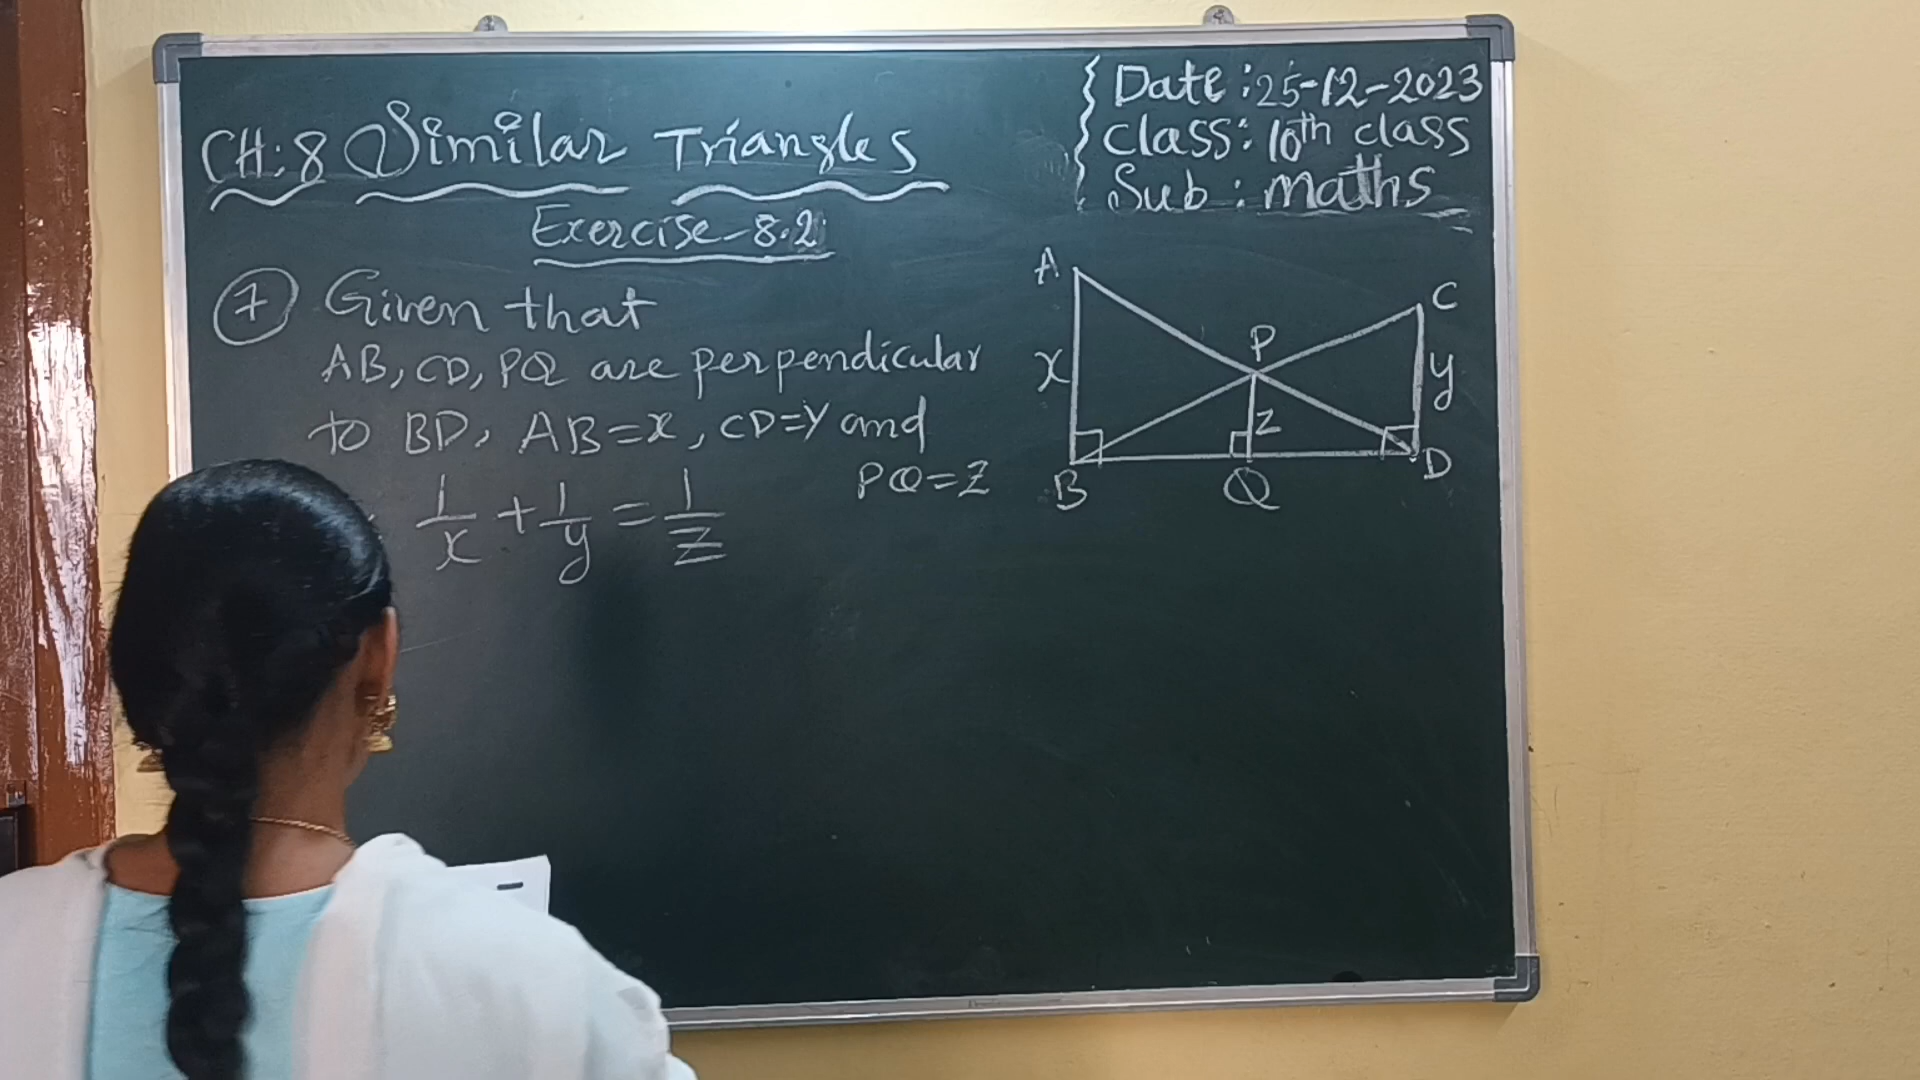 CH:8 Similar Triangles
Exercise-8.2
Date: 25-12-2023
class: 10th class
Sub: maths
7 Given that
AB, CD, PQ are perpendicular
to BD, AB=x, CD=y and
PQ=Z
1/x + 1/y = 1/z
A
C
P
x
y
Z
B
Q
D